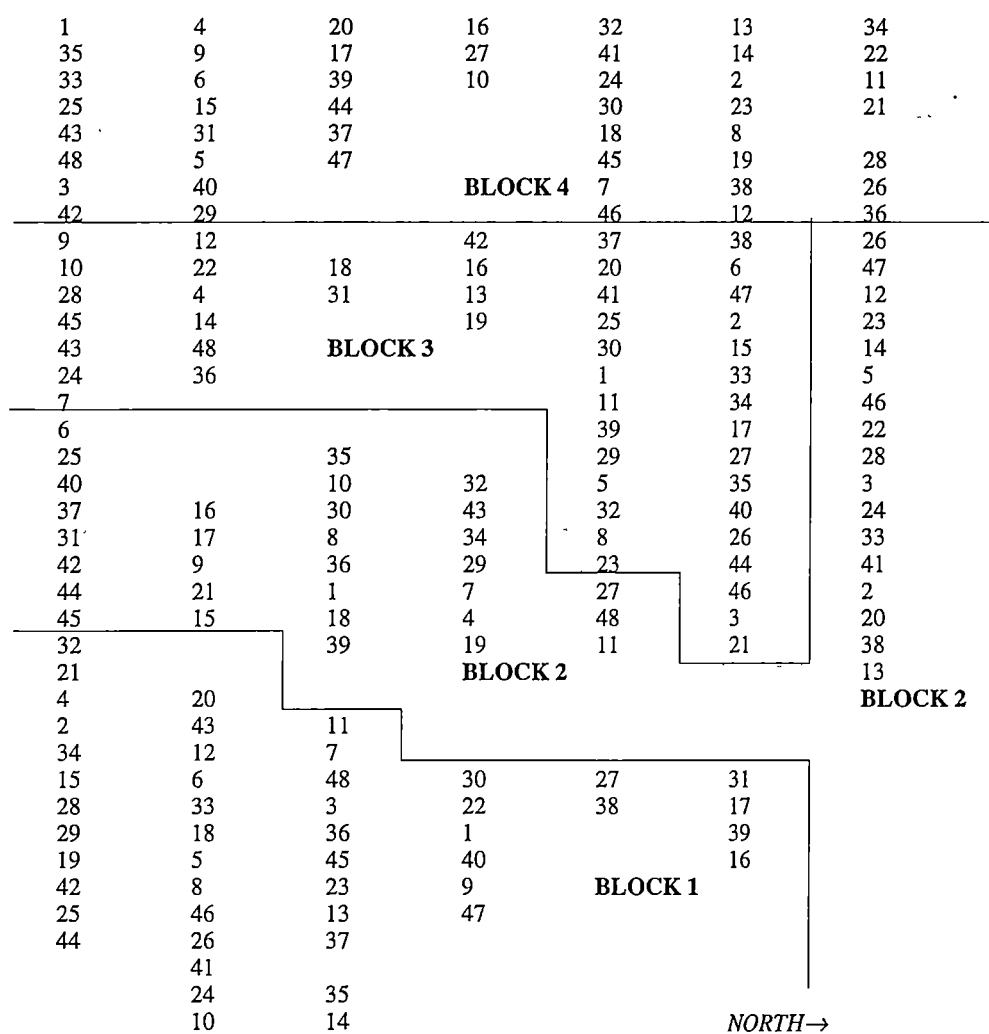 1 4 20 16 32 13 34
35 9 17 27 41 14 22
33 6 39 10 24 2 11
25 15 44 30 23 21
43 31 37 18 8
48 5 47 45 19 28
3 40 BLOCK 4 7 38 26
42 29 46 12 36
9 12 42 37 38 26
10 22 18 16 20 6 47
28 4 31 13 41 47 12
45 14 19 25 2 23
43 48 BLOCK 3 30 15 14
24 36 1 33 5
7 11 34 46
6 39 17 22
25 35 29 27 28
40 10 32 5 35 3
37 16 30 43 32 40 24
31 17 8 34 8 26 33
42 9 36 29 23 44 41
44 21 1 7 27 46 2
45 15 18 4 48 3 20
32 39 19 11 21 38
21 BLOCK 2 13
4 20 BLOCK 2
2 43 11
34 12 7
15 6 48 30 27 31
28 33 3 22 38 17
29 18 36 1 39
19 5 45 40 16
42 8 23 9 BLOCK 1
25 46 13 47
44 26 37
41
24 35
10 14 NORTH→